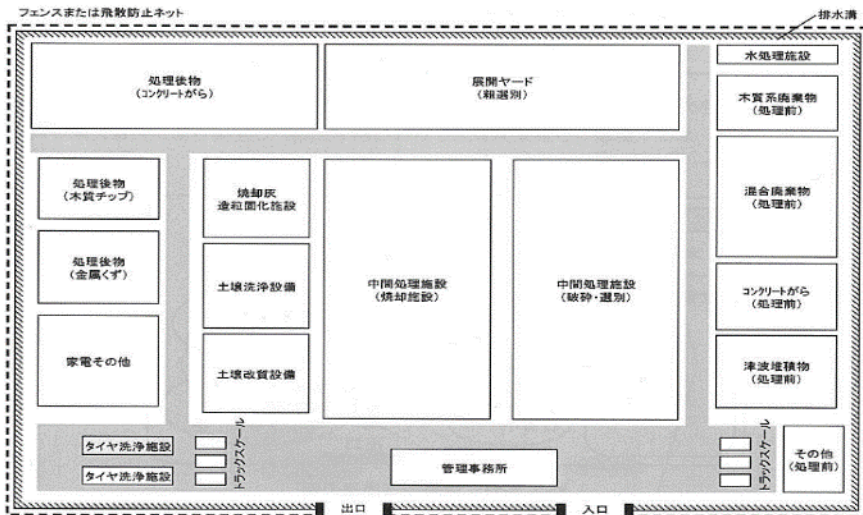 フェンスまたは飛散防止ネット
排水溝
処理後物
(コンクリートがら)
展開ヤード
(粗選別)
水処理施設
木質系廃棄物
(処理前)
処理後物
(木質チップ)
焼却灰
造粒固化施設
中間処理施設
(焼却施設)
中間処理施設
(破砕・選別)
混合廃棄物
(処理前)
処理後物
(金属くず)
土壌洗浄設備
コンクリートがら
(処理前)
家電その他
土壌改質設備
津波堆積物
(処理前)
タイヤ洗浄施設
タイヤ洗浄施設
トラックスケール
管理事務所
トラックスケール
その他
(処理前)
出口
入口